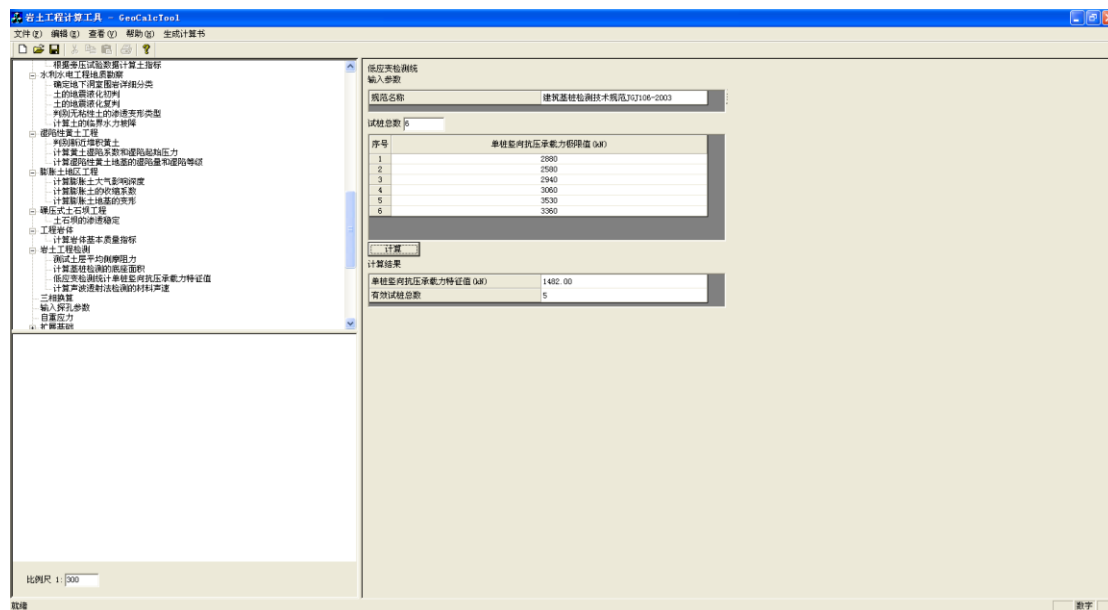 岩土工程计算工具 - GeoCalcTool
文件(F) 编辑(E) 查看(V) 帮助(H) 生成计算书
根据旁压试验数据计算土指标
水利水电工程地质勘察
确定地下洞室围岩详细分类
土的地震液化初判
土的地震液化复判
判别无粘性土的渗透变形类型
计算土的临界水力坡降
湿陷性黄土工程
判别新近堆积黄土
计算黄土湿陷系数和湿陷起始压力
计算湿陷性黄土地基的湿陷量和湿陷等级
膨胀土地区工程
计算膨胀土大气影响深度
计算膨胀土的收缩系数
计算膨胀土地基的变形
碾压式土石坝工程
土石坝的渗透稳定
工程岩体
计算岩体基本质量指标
岩土工程检测
测试土层平均侧摩阻力
计算基桩检测的底座面积
低应变检测统计单桩竖向抗压承载力特征值
计算声波透射法检测的材料声速
三相换算
输入探孔参数
自重应力
扩展基础
比例尺 1: 300
就绪
低应变检测统
输入参数
规范名称 建筑基桩检测技术规范JGJ106-2003
试桩总数 6
序号 单桩竖向抗压承载力极限值(kN)
1 2880
2 2580
3 2940
4 3060
5 3530
6 3360
计算
计算结果
单桩竖向抗压承载力特征值(kN) 1482.00
有效试桩总数 5
数字